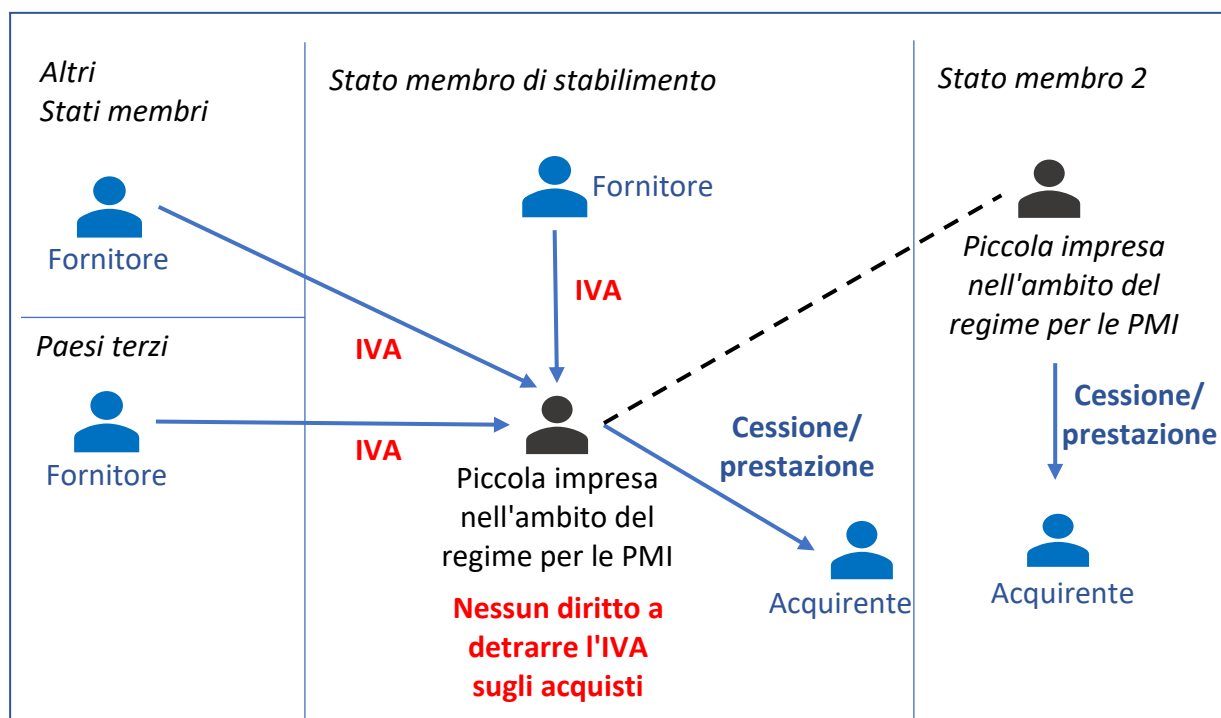 Altri
Stati membri
Fornitore
Paesi terzi
Fornitore
Stato membro di stabilimento
Fornitore
IVA
IVA
IVA
Piccola impresa
nell'ambito del
regime per le PMI
Nessun diritto a
detrarre l'IVA
sugli acquisti
Cessione/
prestazione
Acquirente
Stato membro 2
Piccola impresa
nell'ambito del
regime per le PMI
Cessione/
prestazione
Acquirente